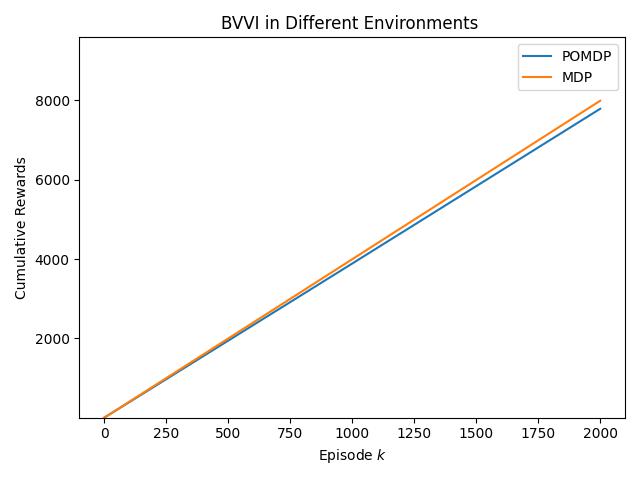 BVVI in Different Environments
POMDP
MDP
8000
6000
4000
2000
Cumulative Rewards
0 250 500 750 1000 1250 1500 1750 2000
Episode k